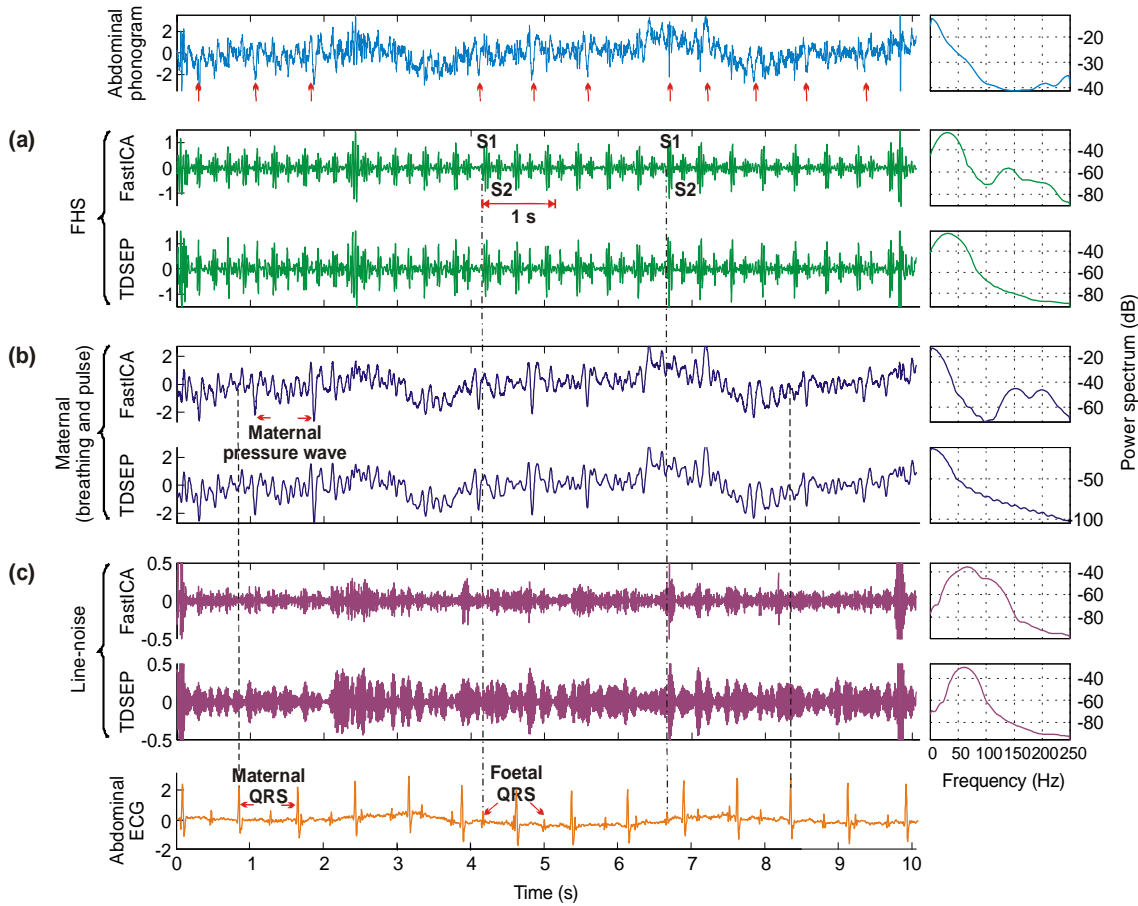 Abdominal
phonogram
2
0
-2
-20
-30
-40
(a)
FHS
FastICA
1
0
-1
S1
S2
1 s
S1
S2
-40
-60
-80
TDSEP
1
0
-1
-40
-60
-80
(b)
Maternal
(breathing and pulse)
FastICA
2
0
-2
Maternal
pressure wave
-20
-40
-60
TDSEP
2
0
-2
-50
-100
Power spectrum (dB)
(c)
Line-noise
FastICA
0.5
0
-0.5
-40
-60
-80
TDSEP
0.5
0
-0.5
-40
-60
-80
0 50 100 150 200 250
Frequency (Hz)
Abdominal
ECG
2
0
-2
Maternal
QRS
Foetal
QRS
0 1 2 3 4 5 6 7 8 9 10
Time (s)